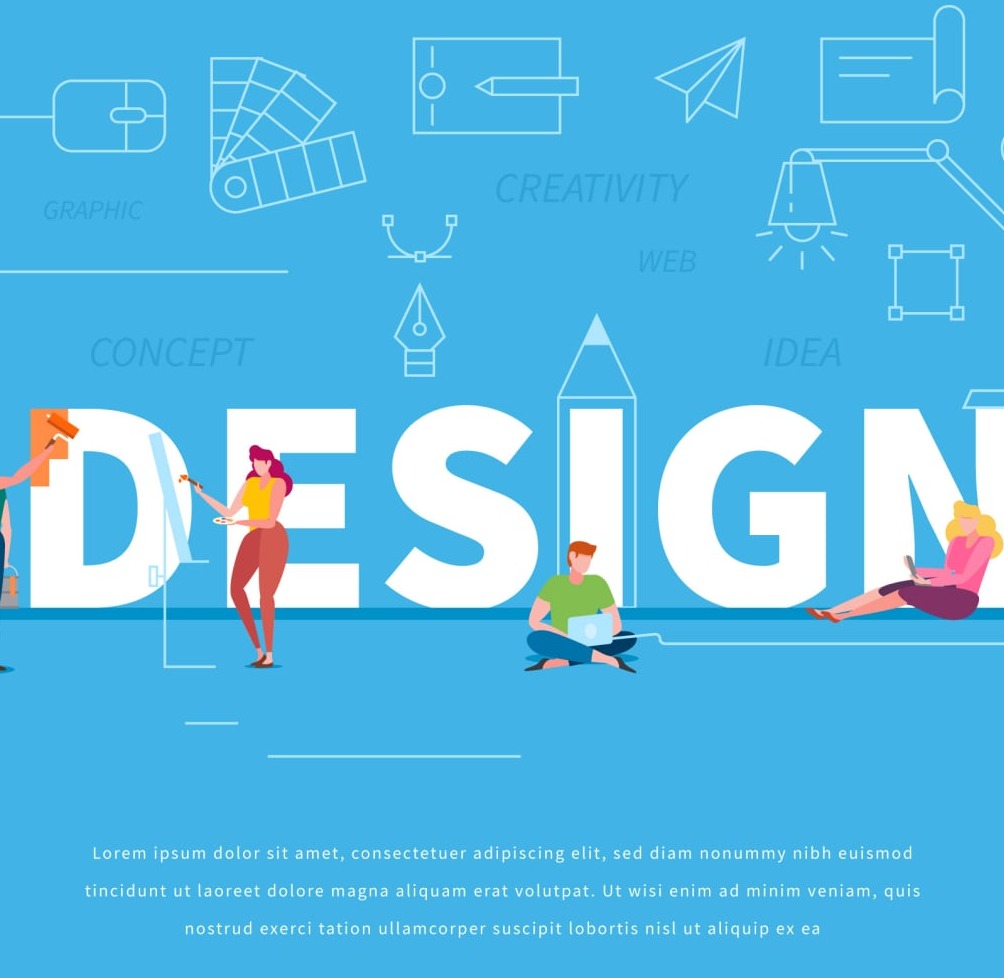 CREATIVITY
GRAPHIC
WEB
CONCEPT
IDEA
DESIGN
Lorem ipsum dolor sit amet, consectetuer adipiscing elit, sed diam nonummy nibh euismod
tincidunt ut laoreet dolore magna aliquam erat volutpat. Ut wisi enim ad minim veniam, quis
nostrud exerci tation ullamcorper suscipit lobortis nisl ut aliquip ex ea